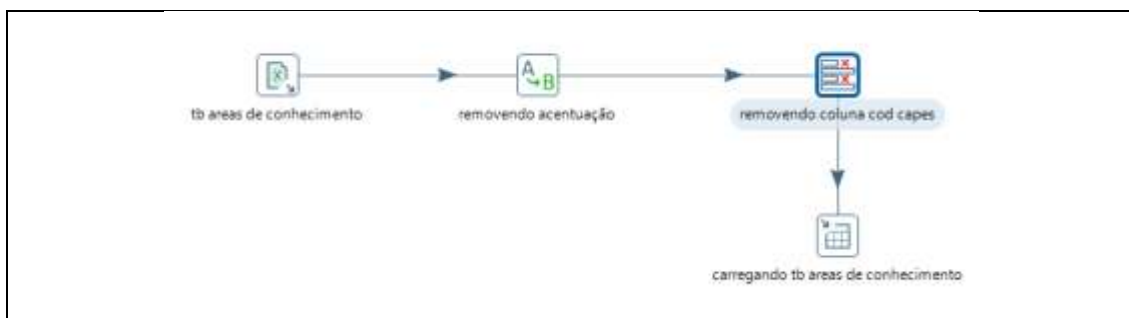 tb areas de conhecimento
removendo acentuação
removendo coluna cod capes
carregando tb areas de conhecimento